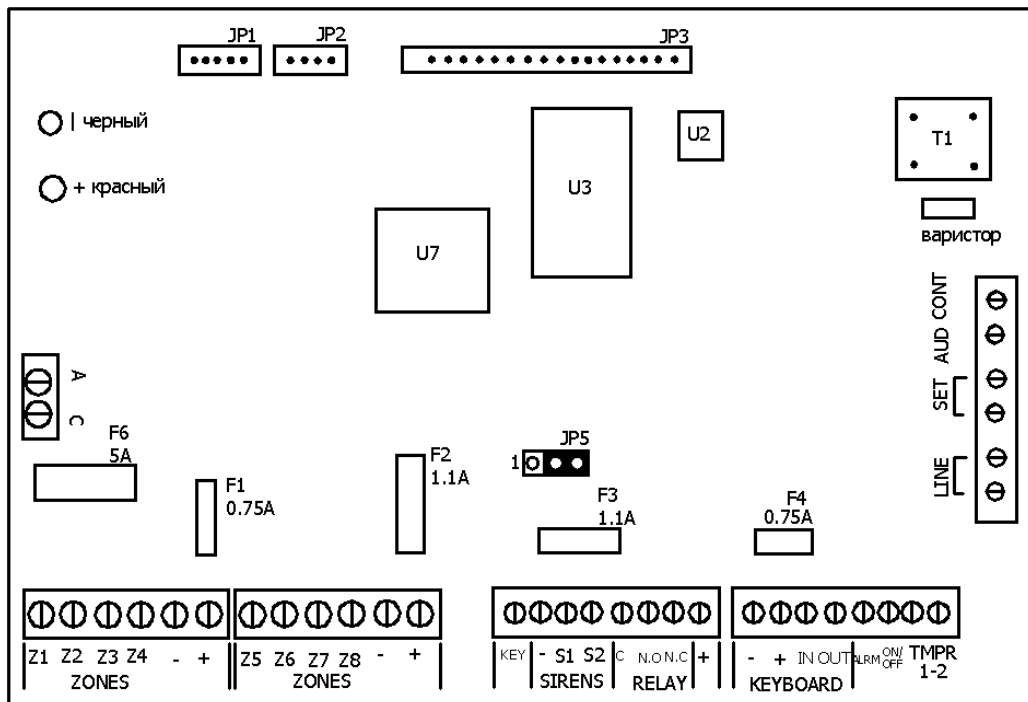 JP1 JP2 JP3
| черный
+ красный
U2
T1
U3
U7
варистор
AUD CONT
SET
LINE
A
C
F6
5A
F1
0.75A
F2
1.1A
JP5
1
F3
1.1A
F4
0.75A
Z1 Z2 Z3 Z4 - +
ZONES
Z5 Z6 Z7 Z8 - +
ZONES
KEY - S1 S2 C N.O N.C +
SIRENS RELAY
- + IN OUT ALRM ON/OFF TMPR
1-2
KEYBOARD